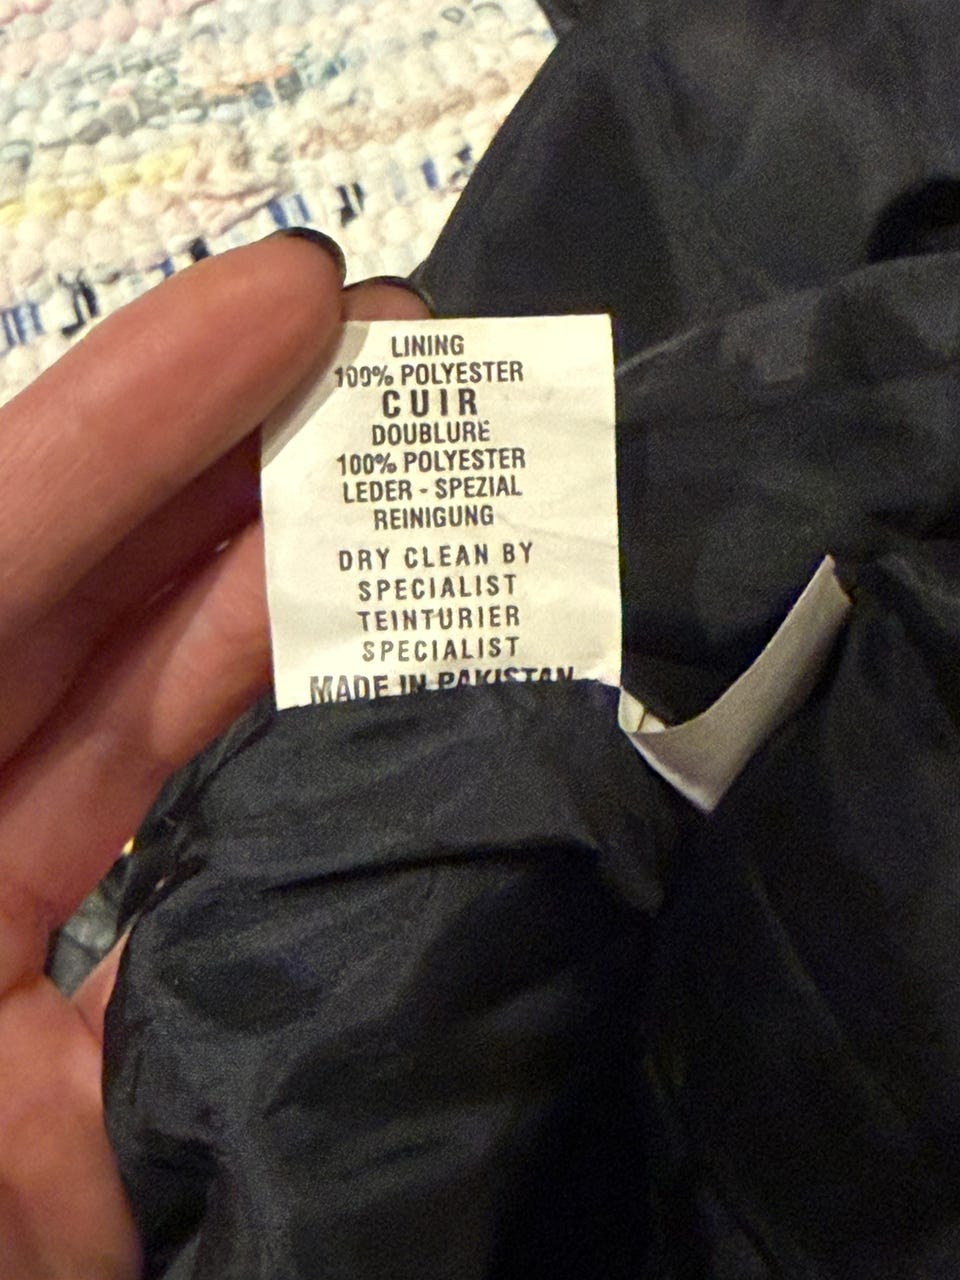 LINING
100% POLYESTER
CUIR
DOUBLURE
100% POLYESTER
LEDER - SPEZIAL
REINIGUNG
DRY CLEAN BY
SPECIALIST
TEINTURIER
SPECIALIST
MADE IN PAKISTAN